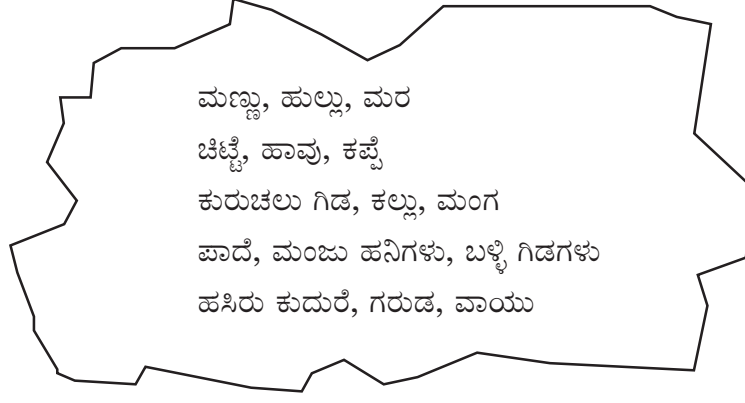 ಮಣ್ಣು, ಹುಲ್ಲು, ಮರ
ಚಿಟ್ಟೆ, ಹಾವು, ಕಪ್ಪೆ
ಕುರುಚಲು ಗಿಡ, ಕಲ್ಲು, ಮಂಗ
ಪಾದೆ, ಮಂಜು ಹನಿಗಳು, ಬಳ್ಳಿ ಗಿಡಗಳು
ಹಸಿರು ಕುದುರೆ, ಗರುಡ, ವಾಯು